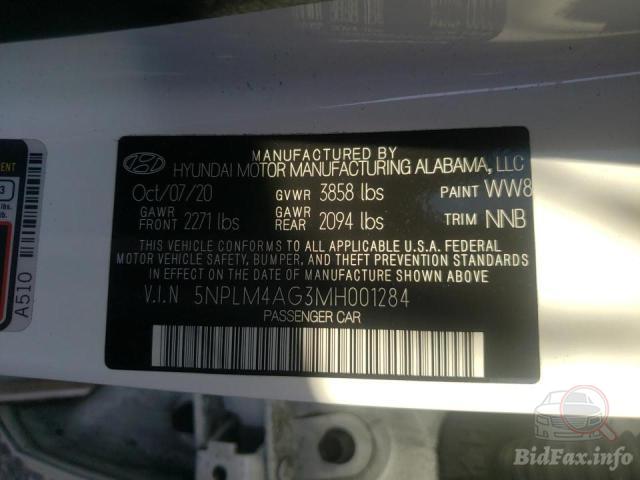 MANUFACTURED BY
HYUNDAI MOTOR MANUFACTURING ALABAMA, LLC
Oct/07/20 GVWR 3858 lbs PAINT WW8
GAWR FRONT 2271 lbs GAWR REAR 2094 lbs TRIM NNB
THIS VEHICLE CONFORMS TO ALL APPLICABLE U.S.A. FEDERAL
MOTOR VEHICLE SAFETY, BUMPER, AND THEFT PREVENTION STANDARDS
IN EFFECT ON THE DATE OF MANUFACTURE SHOWN ABOVE
V.I.N 5NPLM4AG3MH001284
PASSENGER CAR
A510
BidFax.info